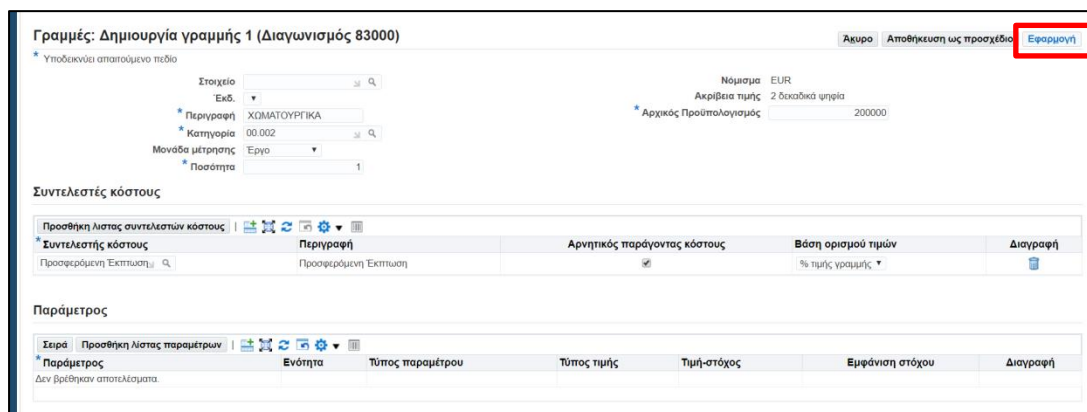 Γραμμές: Δημιουργία γραμμής 1 (Διαγωνισμός 83000)
Άκυρο Αποθήκευση ως προσχέδιο Εφαρμογή
* Υποδεικνύει απαιτούμενο πεδίο
Στοιχείο
Έκδ.
* Περιγραφή ΧΩΜΑΤΟΥΡΓΙΚΑ
* Κατηγορία 00.002
Μονάδα μέτρησης Έργο
* Ποσότητα 1
Νόμισμα EUR
Ακρίβεια τιμής 2 δεκαδικά ψηφία
* Αρχικός Προϋπολογισμός 200000
Συντελεστές κόστους
Προσθήκη λιστας συντελεστών κόστους
* Συντελεστής κόστους Περιγραφή Αρνητικός παράγοντας κόστους Βάση ορισμού τιμών Διαγραφή
Προσφερόμενη Έκπτωση Προσφερόμενη Έκπτωση % τιμής γραμμής
Παράμετρος
Σειρά Προσθήκη λίστας παραμέτρων
* Παράμετρος Ενότητα Τύπος παραμέτρου Τύπος τιμής Τιμή-στόχος Εμφάνιση στόχου Διαγραφή
Δεν βρέθηκαν αποτελέσματα.